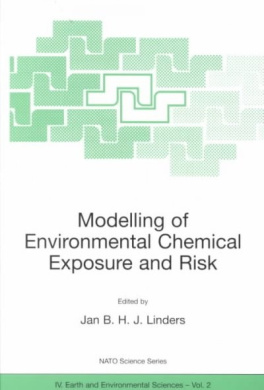 Modelling of
Environmental Chemical
Exposure and Risk
Edited by
Jan B. H. J. Linders
NATO Science Series
IV. Earth and Environmental Sciences – Vol. 2